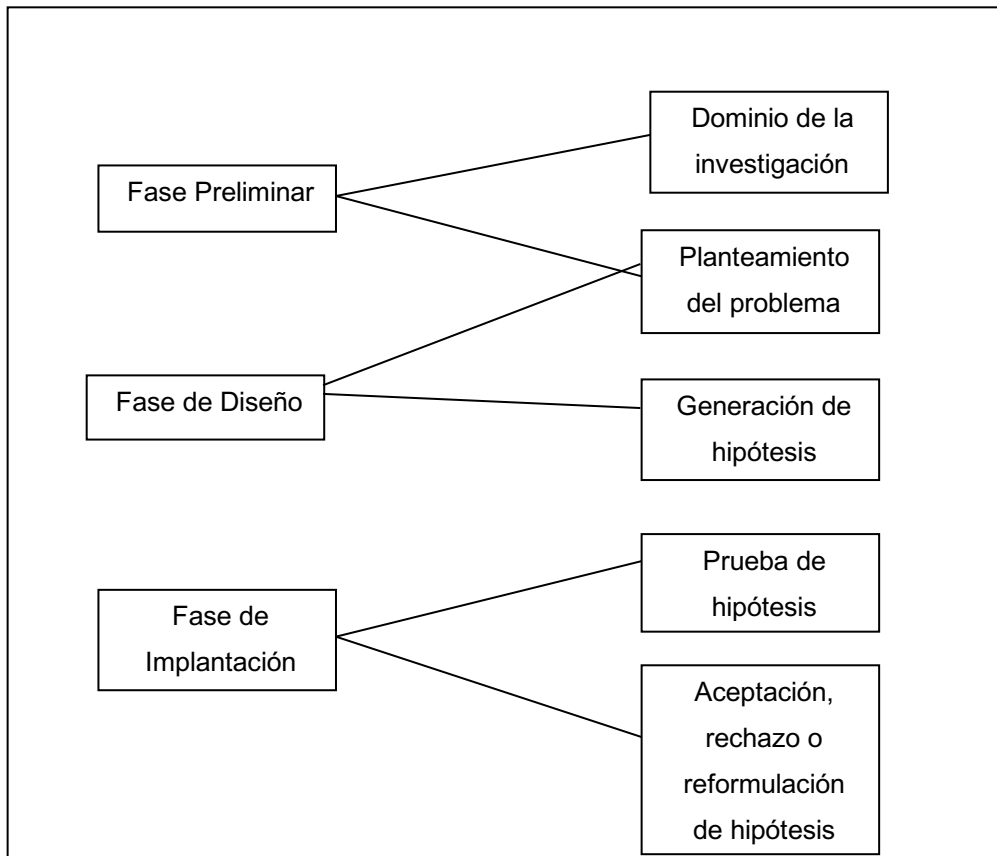 Dominio de la
investigación
Fase Preliminar
Planteamiento
del problema
Fase de Diseño
Generación de
hipótesis
Prueba de
hipótesis
Fase de
Implantación
Aceptación,
rechazo o
reformulación
de hipótesis